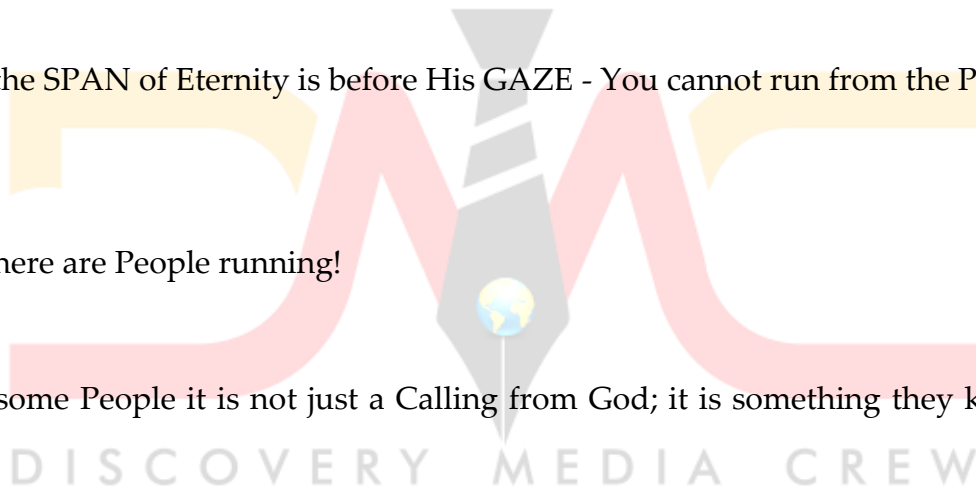 the SPAN of Eternity is before His GAZE - You cannot run from the P
here are People running!
some People it is not just a Calling from God; it is something they k
DISCOVERY MEDIA CREW